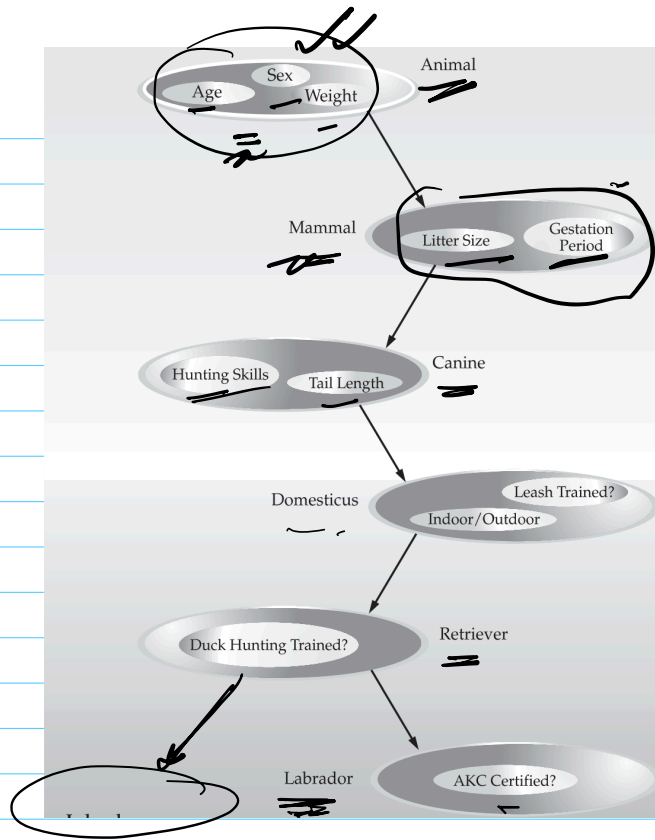 Sex
Animal
Age
Weight
Mammal
Litter Size
Gestation
Period
Hunting Skills
Tail Length
Canine
Domesticus
Leash Trained?
Indoor/Outdoor
Duck Hunting Trained?
Retriever
Labrador
AKC Certified?